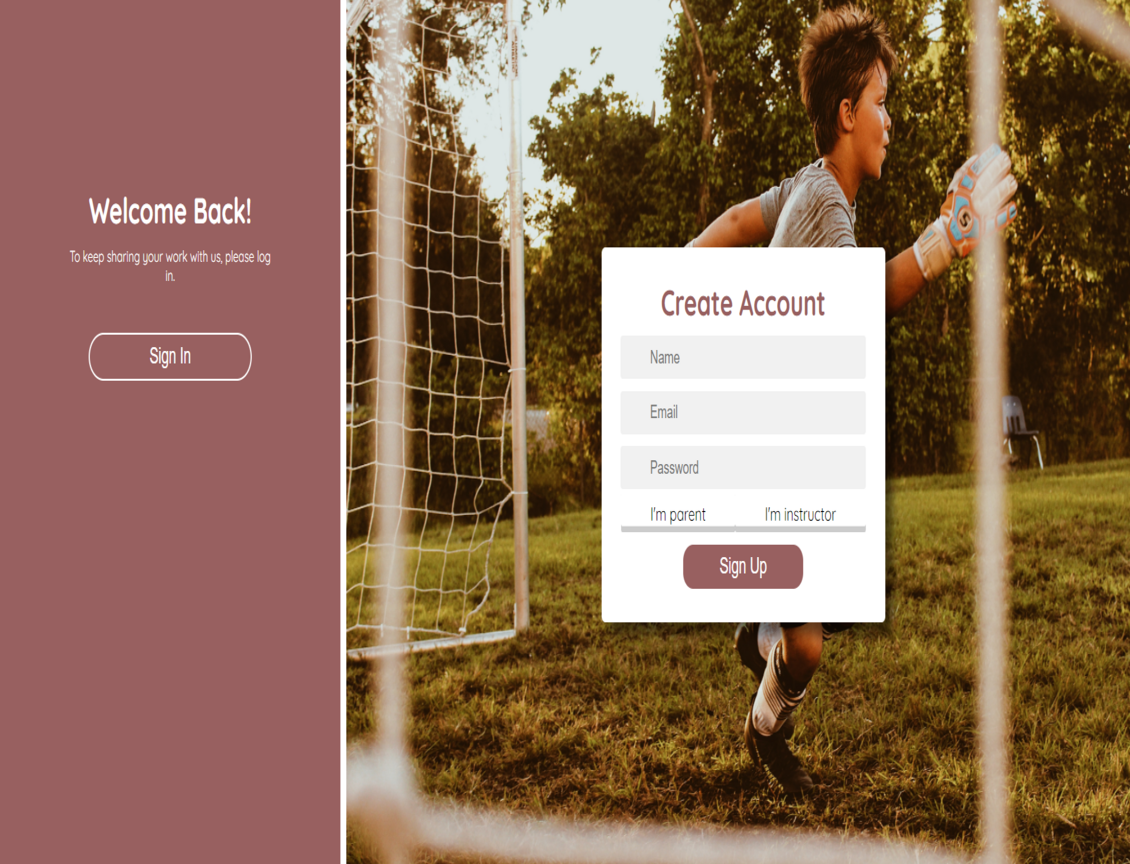 Welcome Back!
To keep sharing your work with us, please log
in.
Sign In
Create Account
Name
Email
Password
I'm parent I'm instructor
Sign Up